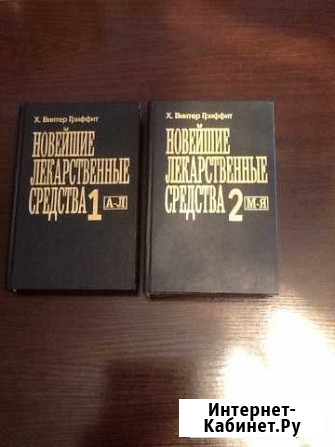 Х. Винтер Гриффит
НОВЕЙШИЕ
ЛЕКАРСТВЕННЫЕ
СРЕДСТВА 1 А-Л
Х. Винтер Гриффит
НОВЕЙШИЕ
ЛЕКАРСТВЕННЫЕ
СРЕДСТВА 2 М-Я
Интернет-
Кабинет.Ру